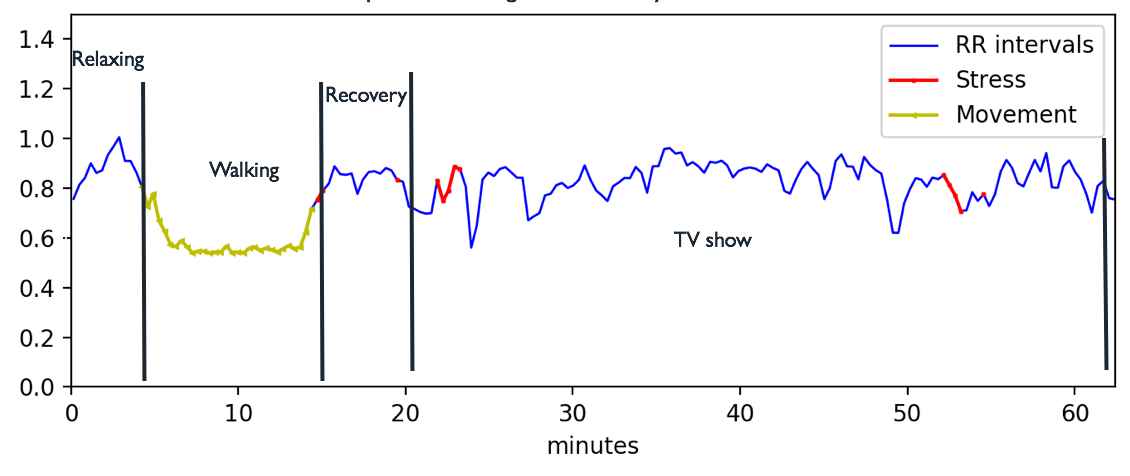 1.4
1.2
1.0
0.8
0.6
0.4
0.2
0.0
Relaxing
Walking
Recovery
TV show
RR intervals
Stress
Movement
0 10 20 30 40 50 60
minutes